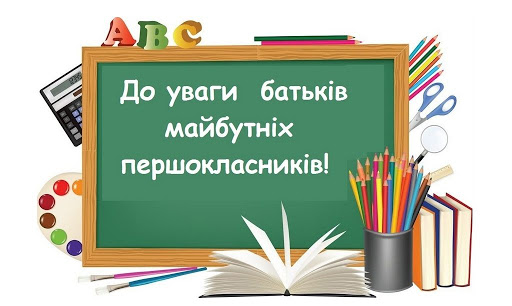 ABC
До уваги батьків
майбутніх
першокласників!